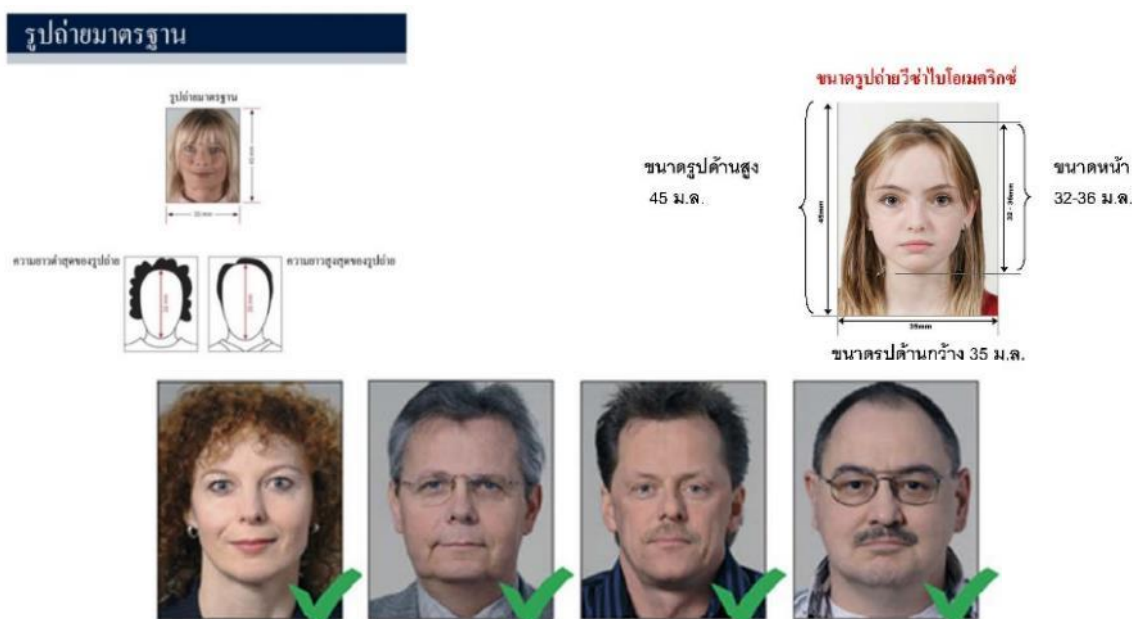 รูปถ่ายมาตรฐาน
รูปถ่ายมาตรฐาน
ความยาวต่ำสุดของรูปถ่าย
ความยาวสูงสุดของรูปถ่าย
ขนาดรูปถ่ายวีซ่าไบโอเมตริกซ์
ขนาดรูปด้านสูง
45 ม.ล.
45mm
32 - 36mm
ขนาดหน้า
32-36 ม.ล.
35mm
ขนาดรปด้านกว้าง 35 ม.ล.